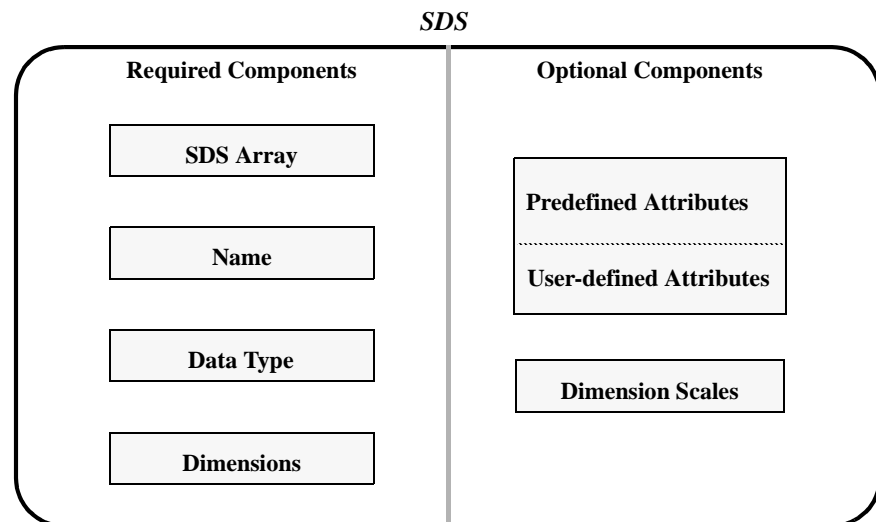 SDS
Required Components
SDS Array
Name
Data Type
Dimensions
Optional Components
Predefined Attributes
User-defined Attributes
Dimension Scales